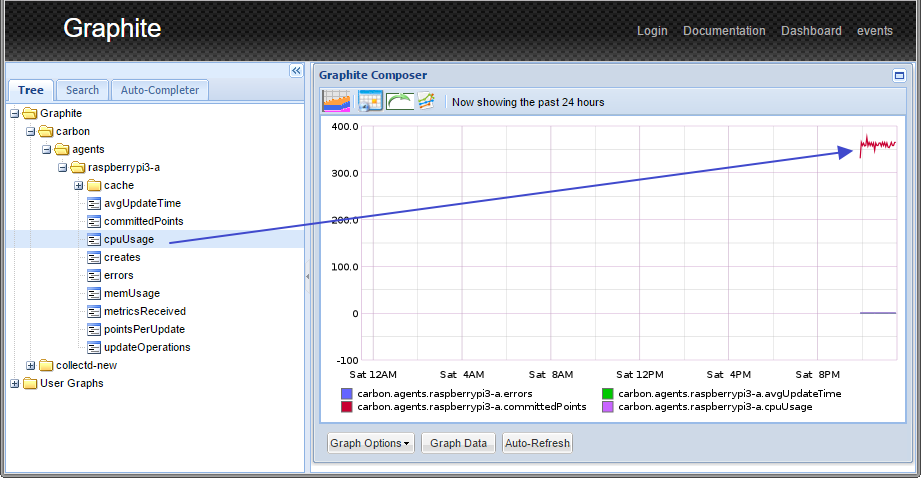 Graphite
Login Documentation Dashboard events
Tree Search Auto-Completer
Graphite
carbon
agents
raspberrypi3-a
cache
avgUpdateTime
committedPoints
cpuUsage
creates
errors
memUsage
metricsReceived
pointsPerUpdate
updateOperations
collectd-new
User Graphs
Graphite Composer
Now showing the past 24 hours
400.0
300.0
200.0
100.0
0
-100
Sat 12AM Sat 4AM Sat 8AM Sat 12PM Sat 4PM Sat 8PM
carbon.agents.raspberrypi3-a.errors carbon.agents.raspberrypi3-a.avgUpdateTime
carbon.agents.raspberrypi3-a.committedPoints carbon.agents.raspberrypi3-a.cpuUsage
Graph Options Graph Data Auto-Refresh